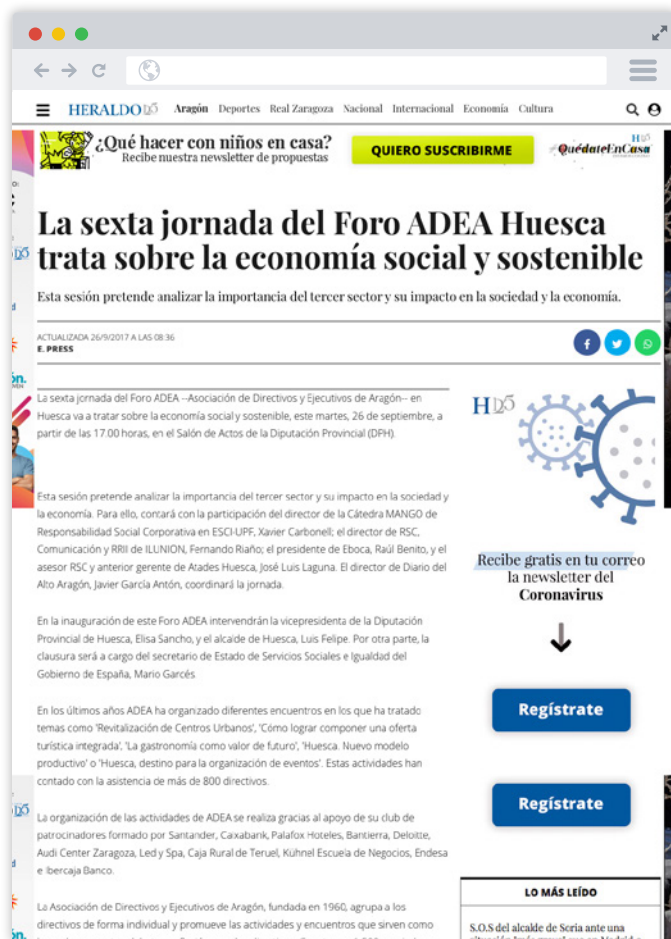 HERALDO
Aragón Deportes Real Zaragoza Nacional Internacional Economía Cultura
¿Qué hacer con niños en casa?
Recibe nuestra newsletter de propuestas
QUIERO SUSCRIBIRME
QuédateEnCasa
La sexta jornada del Foro ADEA Huesca
trata sobre la economía social y sostenible
Esta sesión pretende analizar la importancia del tercer sector y su impacto en la sociedad y la economía.
ACTUALIZADA 26/9/2017 A LAS 08:36
E. PRESS
La sexta jornada del Foro ADEA --Asociación de Directivos y Ejecutivos de Aragón-- en
Huesca va a tratar sobre la economía social y sostenible, este martes, 26 de septiembre, a
partir de las 17.00 horas, en el Salón de Actos de la Diputación Provincial (DPH).
Esta sesión pretende analizar la importancia del tercer sector y su impacto en la sociedad y
la economía. Para ello, contará con la participación del director de la Cátedra MANGO de
Responsabilidad Social Corporativa en ESCI-UPF, Xavier Carbonell; el director de RSC,
Comunicación y RRII de ILUNION, Fernando Riaño; el presidente de Eboca, Raúl Benito, y el
asesor RSC y anterior gerente de Atades Huesca, José Luis Laguna. El director de Diario del
Alto Aragón, Javier García Antón, coordinará la jornada.
En la inauguración de este Foro ADEA intervendrán la vicepresidenta de la Diputación
Provincial de Huesca, Elisa Sancho, y el alcalde de Huesca, Luis Felipe. Por otra parte, la
clausura será a cargo del secretario de Estado de Servicios Sociales e Igualdad del
Gobierno de España, Mario Garcés.
En los últimos años ADEA ha organizado diferentes encuentros en los que ha tratado
temas como 'Revitalización de Centros Urbanos', 'Cómo lograr componer una oferta
turística integrada', 'La gastronomía como valor de futuro', 'Huesca. Nuevo modelo
productivo' o 'Huesca, destino para la organización de eventos'. Estas actividades han
contado con la asistencia de más de 800 directivos.
La organización de las actividades de ADEA se realiza gracias al apoyo de su club de
patrocinadores formado por Santander, Caixabank, Palafox Hoteles, Bantierra, Deloitte,
Audi Center Zaragoza, Led y Spa, Caja Rural de Teruel, Kühnel Escuela de Negocios, Endesa
e Ibercaja Banco.
La Asociación de Directivos y Ejecutivos de Aragón, fundada en 1960, agrupa a los
directivos de forma individual y promueve las actividades y encuentros que sirven como
Recibe gratis en tu correo
la newsletter del
Coronavirus
Regístrate
Regístrate
LO MÁS LEÍDO
S.O.S del alcalde de Soria ante una